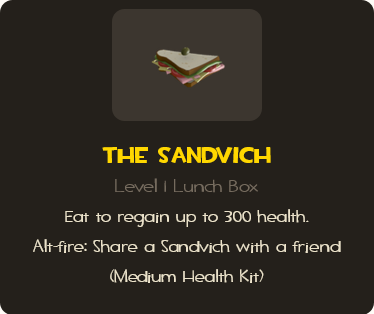 THE SANDVICH
Level 1 Lunch Box
Eat to regain up to 300 health.
Alt-fire: Share a Sandvich with a friend
(Medium Health Kit)